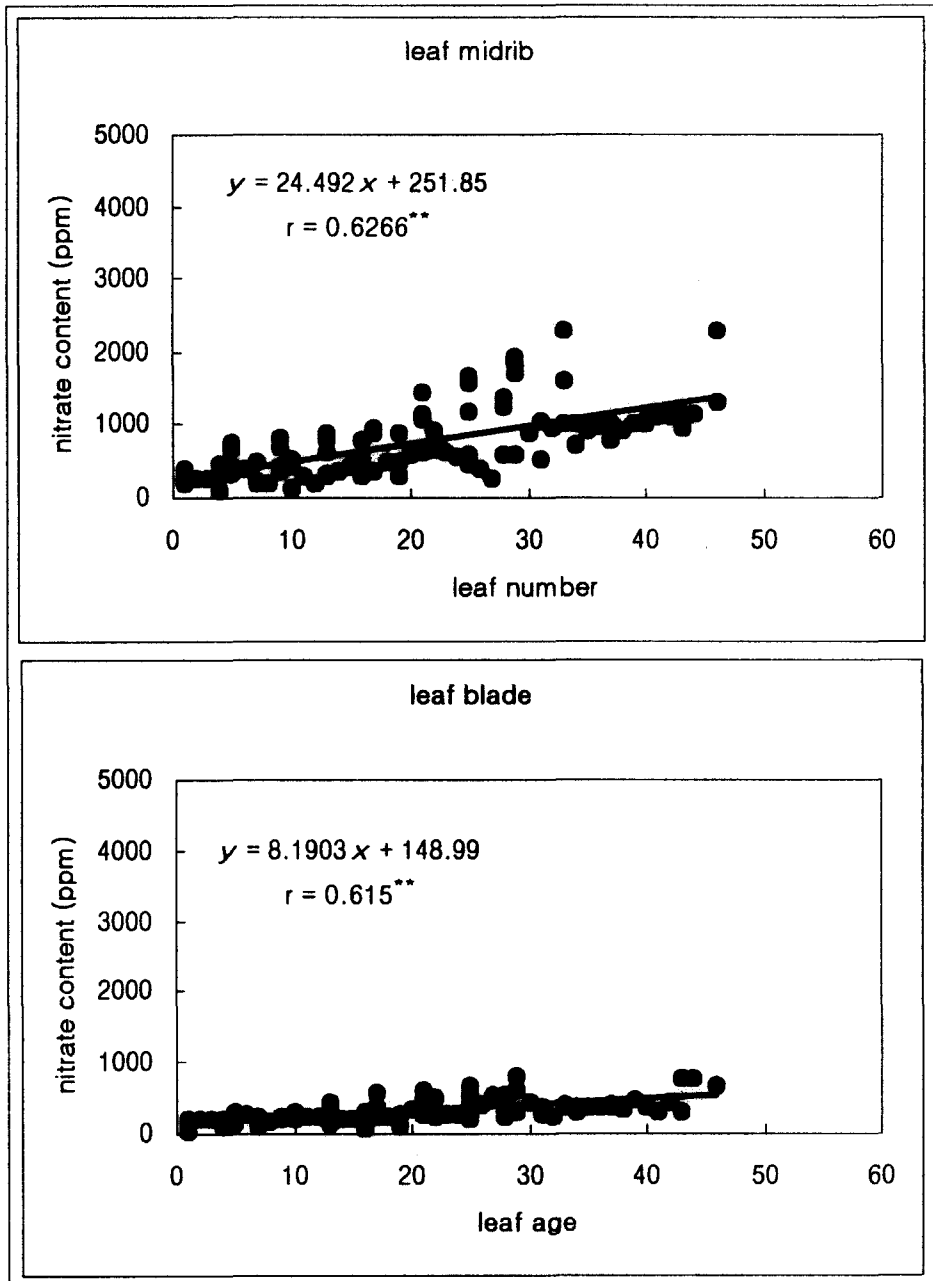 leaf midrib
5000
4000
3000
2000
1000
0
nitrate content (ppm)
y = 24.492x + 251.85
r = 0.6266**
0 10 20 30 40 50 60
leaf number
leaf blade
5000
4000
3000
2000
1000
0
nitrate content (ppm)
y = 8.1903x + 148.99
r = 0.615**
0 10 20 30 40 50 60
leaf age